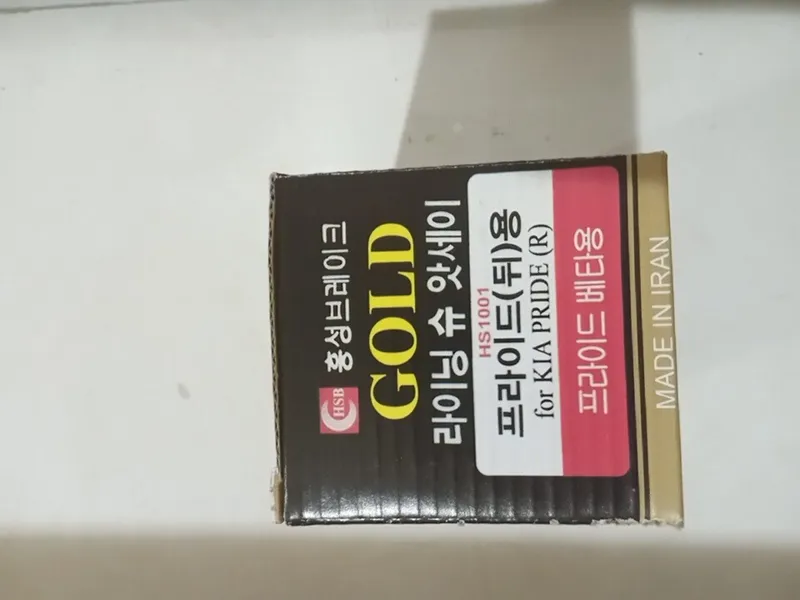 HSB 홍성브레이크
GOLD
라이닝 슈 앗세이
HS1001
프라이드(뒤)용
for KIA PRIDE (R)
프라이드 베타용
MADE IN IRAN